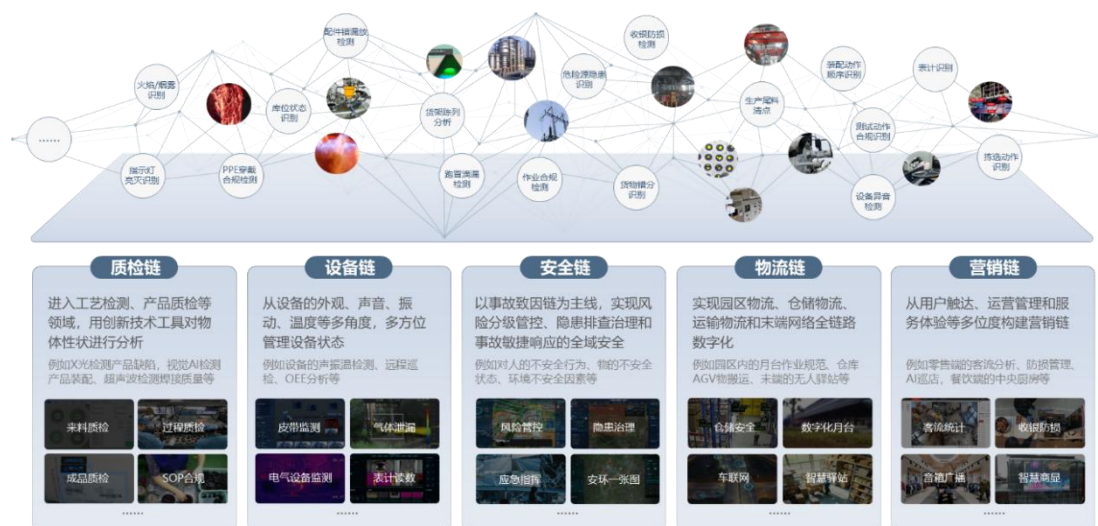 配件错漏放
检测
收银防损
检测
火焰/烟雾
识别
库位状态
识别
货架阵列
分析
危险源隐患
识别
生产尾料
清点
装配动作
顺序识别
表计识别
……
指示灯
亮灭识别
PPE穿戴
合规检测
跑冒滴漏
检测
作业合规
检测
货物错分
识别
测试动作
合规识别
设备异音
检测
拣选动作
识别
质检链
进入工艺检测、产品质检等
领域，用创新技术工具对物
体性状进行分析
例如X光检测产品缺陷，视觉AI检测
产品装配、超声波检测焊接质量等
来料质检
过程质检
成品质检
SOP合规
……
设备链
从设备的外观、声音、振
动、温度等多角度，多方位
管理设备状态
例如设备的声振温检测、远程巡
检、OEE分析等
皮带监测
气体泄漏
电气设备监测
表计读数
……
安全链
以事故致因链为主线，实现风
险分级管控、隐患排查治理和
事故敏捷响应的全域安全
例如对人的不安全行为、物的不安全
状态、环境不安全因素等
风险管控
隐患治理
应急指挥
安环一张图
……
物流链
实现园区物流、仓储物流、
运输物流和末端网络全链路
数字化
例如园区内的月台作业规范、仓库
AGV物搬运、末端的无人驿站等
仓储安全
数字化月台
车联网
智慧驿站
……
营销链
从用户触达、运营管理和服
务体验等多位度构建营销链
例如零售端的客流分析、防损管理、
AI巡店，餐饮端的中央厨房等
客流统计
收银防损
音箱广播
智慧商显
……